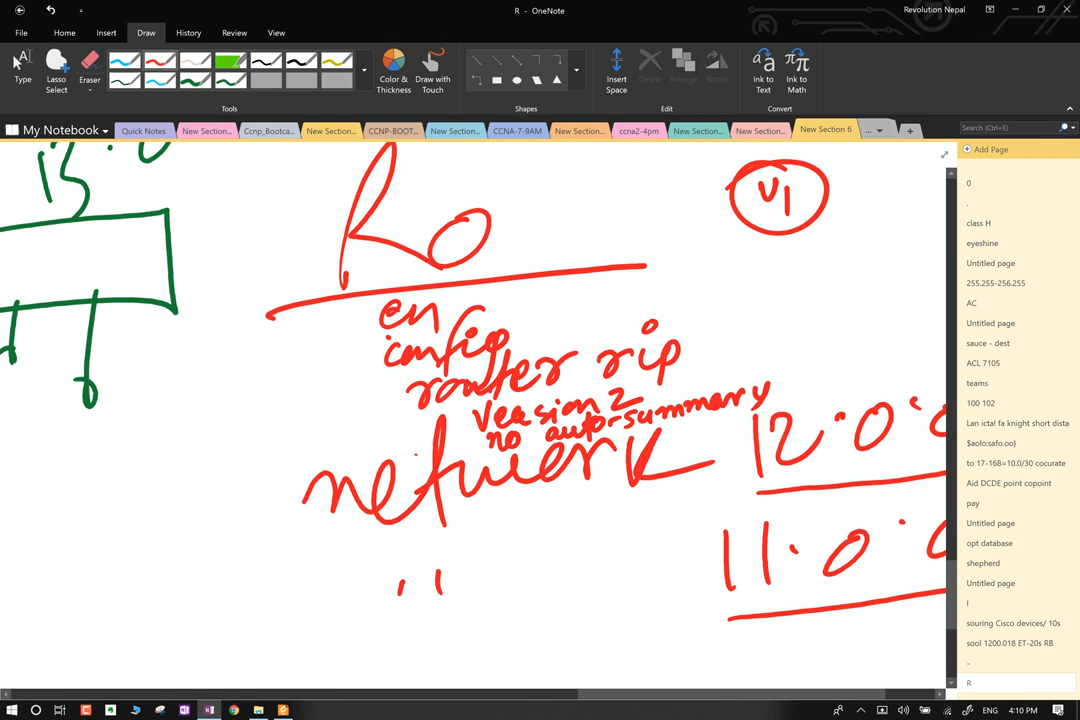 R - OneNote
Revolution Nepal
File
Home
Insert
Draw
History
Review
View
Type
Lasso Select
Eraser
Color & Thickness
Draw with Touch
Insert Space
Delete
Arrange
Rotate
Ink to Text
Ink to Math
Tools
Shapes
Edit
Convert
My Notebook
Quick Notes
New Section...
Ccnp_Bootca...
New Section...
CCNP-BOOT...
New Section...
CCNA-7-9AM
New Section...
ccna2-4pm
New Section...
New Section...
New Section 6
...
Search (Ctrl+E)
Add Page
0
.
class H
eyeshine
Untitled page
255.255-256.255
AC
Untitled page
sauce - dest
ACL 7105
teams
100 102
Lan ictal fa knight short dista
$aolo:safo.oo)
to 17-168=10.0/30 cocurate
Aid DCDE point copoint
pay
Untitled page
opt database
shepherd
Untitled page
I
souring Cisco devices/ 10s
sool 1200.018 ET-20s RB
-
R
R0
V1
en
config
router rip
version 2
no auto-summary
network 12.0.0
" 11.0.0
4:10 PM